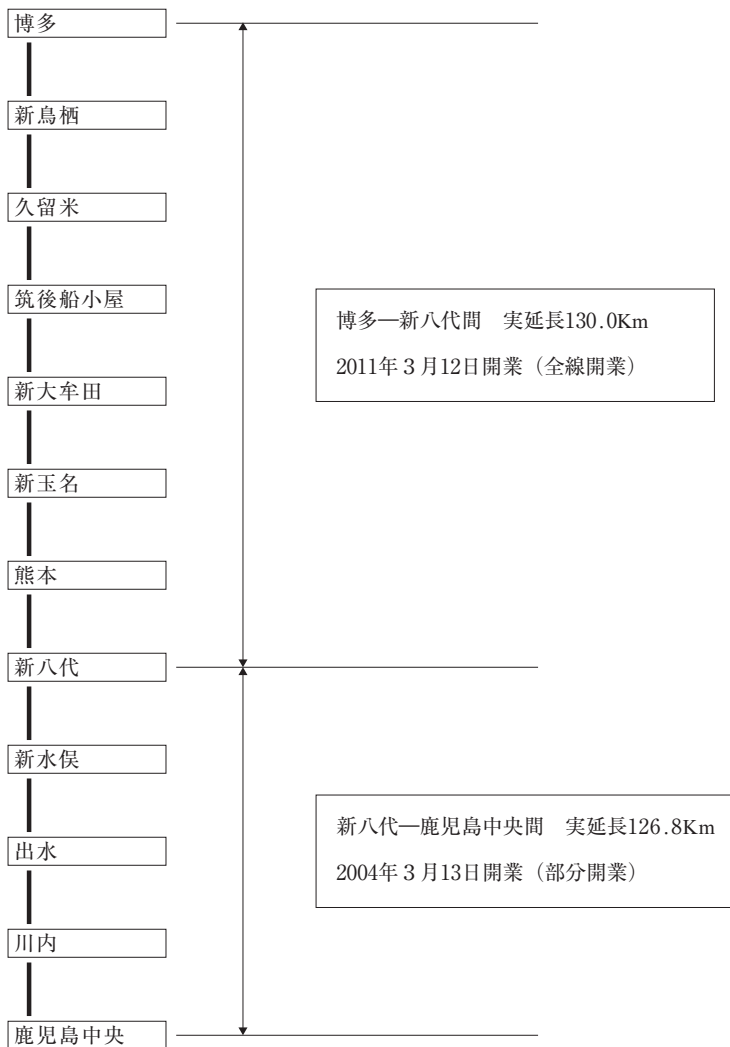 博多
新鳥栖
久留米
筑後船小屋
新大牟田
新玉名
熊本
新八代
新水俣
出水
川内
鹿児島中央
博多―新八代間　実延長130.0Km
2011年３月12日開業（全線開業）
新八代―鹿児島中央間　実延長126.8Km
2004年３月13日開業（部分開業）